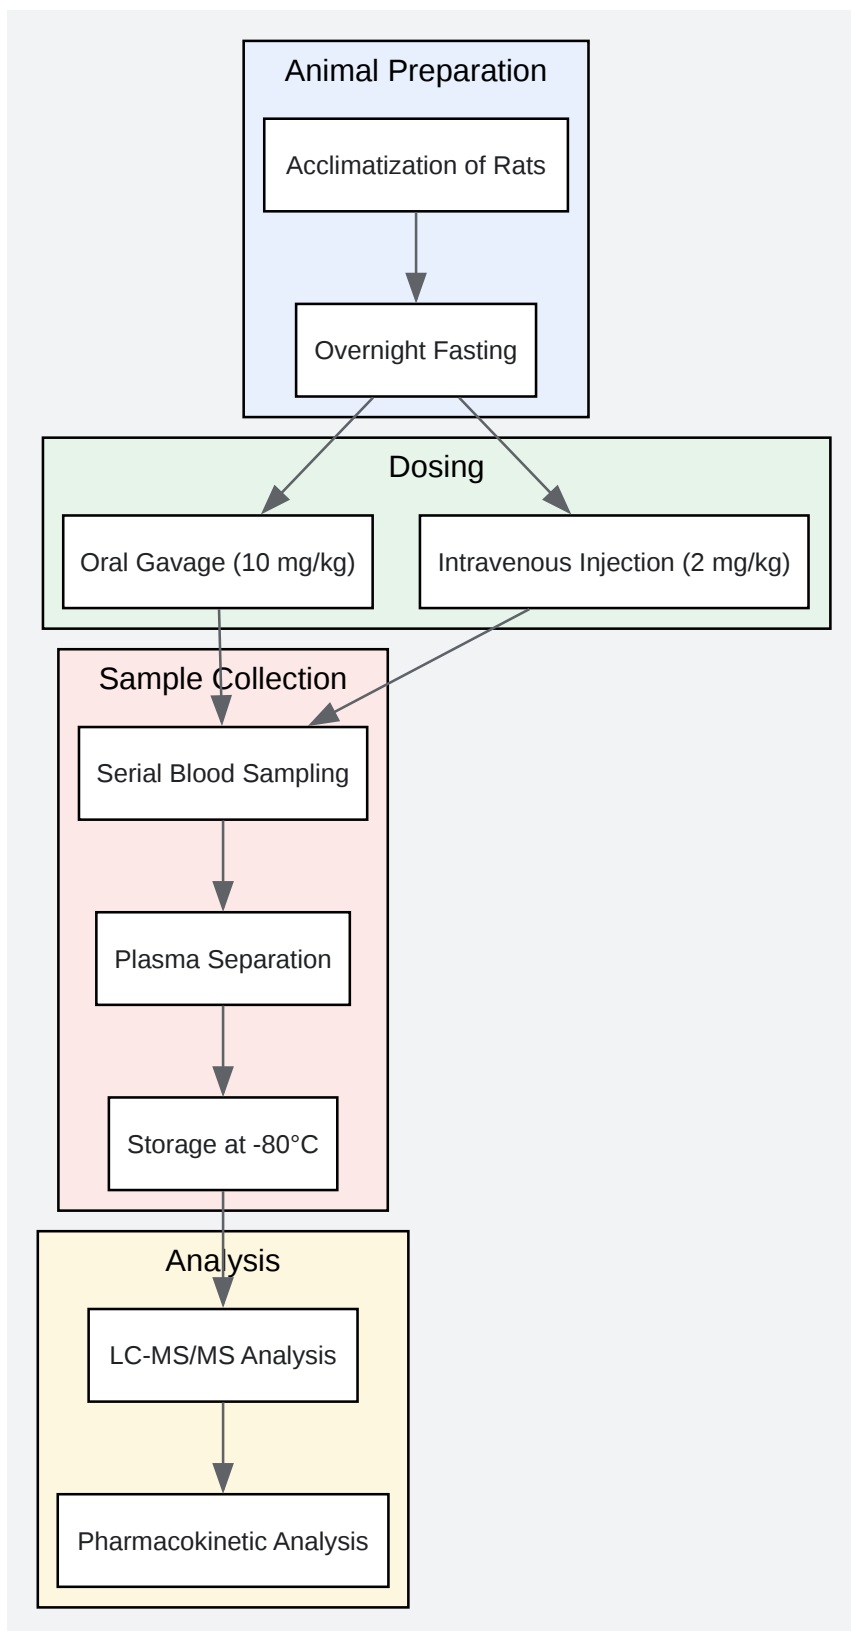 Animal Preparation
Acclimatization of Rats
Overnight Fasting
Dosing
Oral Gavage (10 mg/kg)
Intravenous Injection (2 mg/kg)
Sample Collection
Serial Blood Sampling
Plasma Separation
Storage at -80°C
Analysis
LC-MS/MS Analysis
Pharmacokinetic Analysis